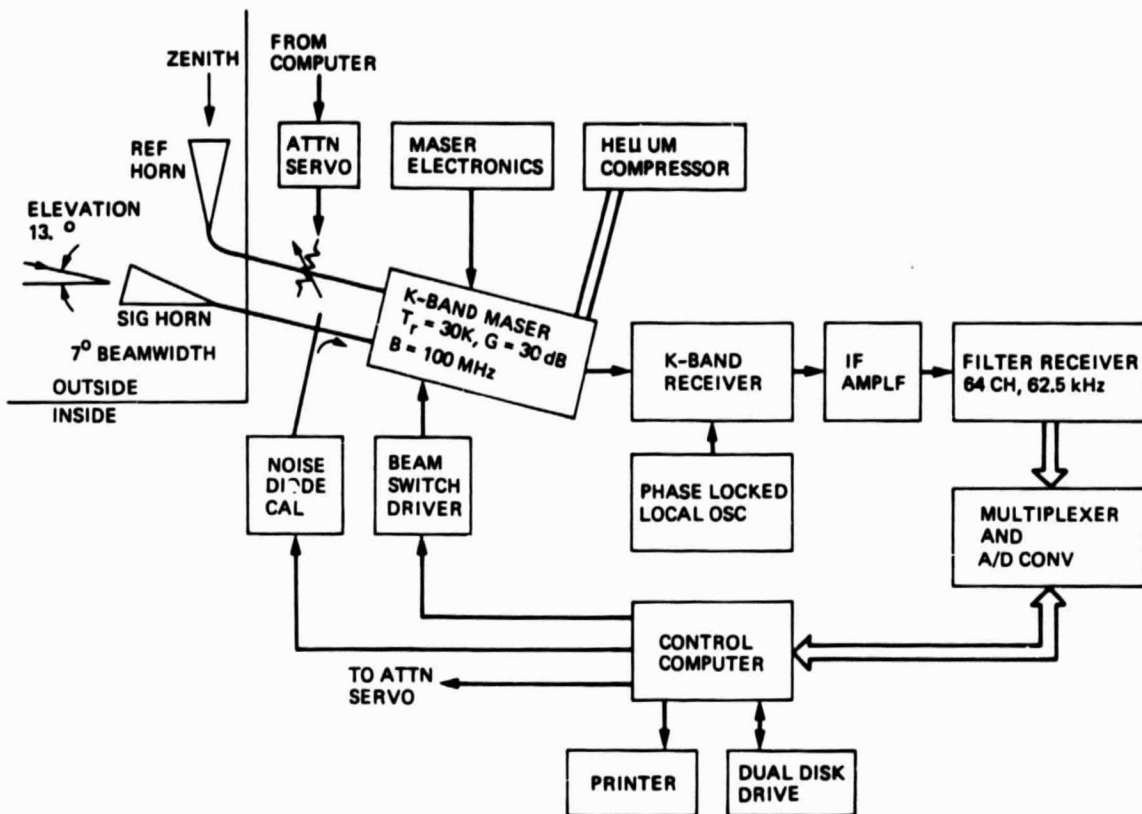 ZENITH
FROM
COMPUTER
REF
HORN
ATTN
SERVO
MASER
ELECTRONICS
HELIUM
COMPRESSOR
ELEVATION
13. °
SIG HORN
7° BEAMWIDTH
OUTSIDE
INSIDE
K-BAND MASER
Tr = 30K, G = 30 dB
B = 100 MHz
K-BAND
RECEIVER
IF
AMPLF
FILTER RECEIVER
64 CH, 62.5 kHz
NOISE
DIODE
CAL
BEAM
SWITCH
DRIVER
PHASE LOCKED
LOCAL OSC
MULTIPLEXER
AND
A/D CONV
CONTROL
COMPUTER
TO ATTN
SERVO
PRINTER
DUAL DISK
DRIVE